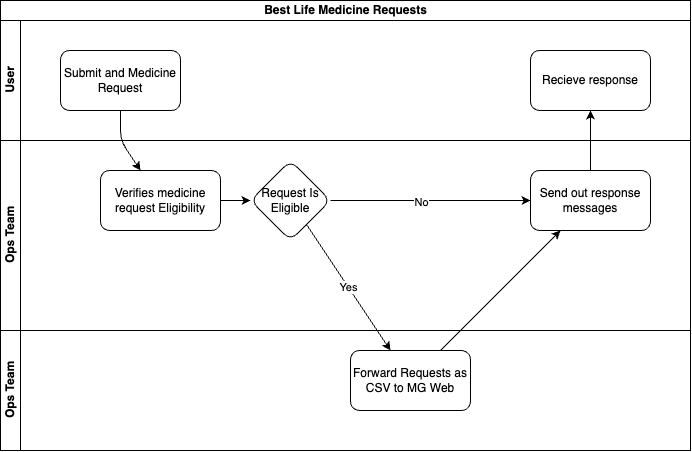 Best Life Medicine Requests
User
Submit and Medicine
Request
Recieve response
Ops Team
Verifies medicine
request Eligibility
Request Is
Eligible
No
Send out response
messages
Yes
Ops Team
Forward Requests as
CSV to MG Web